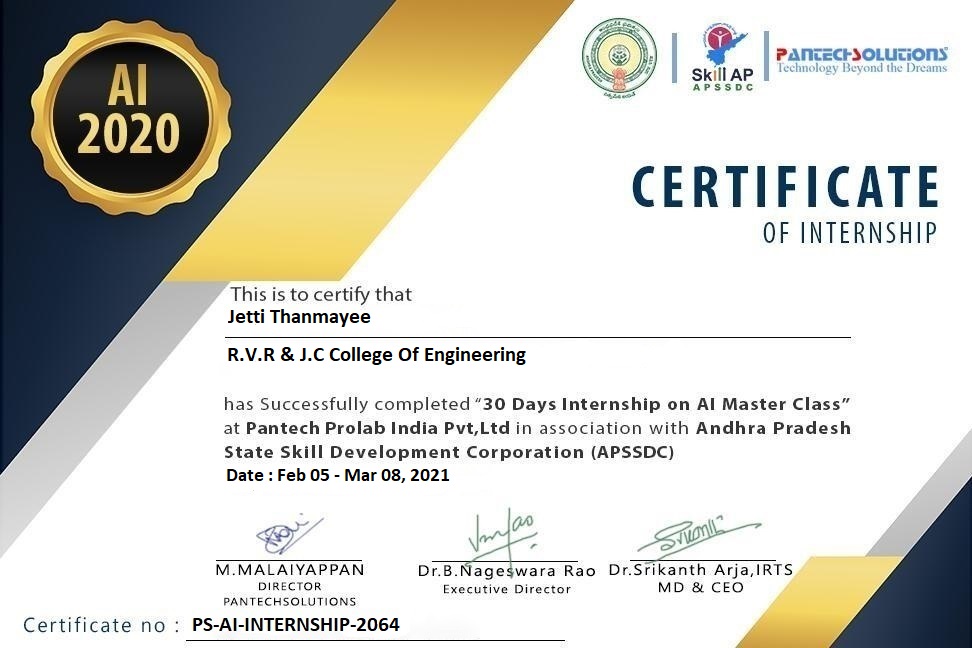 AI
2020
Skill AP
APSSDC
PANTECH SOLUTIONS
Technology Beyond the Dreams
CERTIFICATE
OF INTERNSHIP
This is to certify that
Jetti Thanmayee
R.V.R & J.C College Of Engineering
has Successfully completed “30 Days Internship on AI Master Class”
at Pantech Prolab India Pvt,Ltd in association with Andhra Pradesh
State Skill Development Corporation (APSSDC)
Date : Feb 05 - Mar 08, 2021
M.MALAIYAPPAN
DIRECTOR
PANTECHSOLUTIONS
Dr.B.Nageswara Rao
Executive Director
Dr.Srikanth Arja,IRTS
MD & CEO
Certificate no : PS-AI-INTERNSHIP-2064